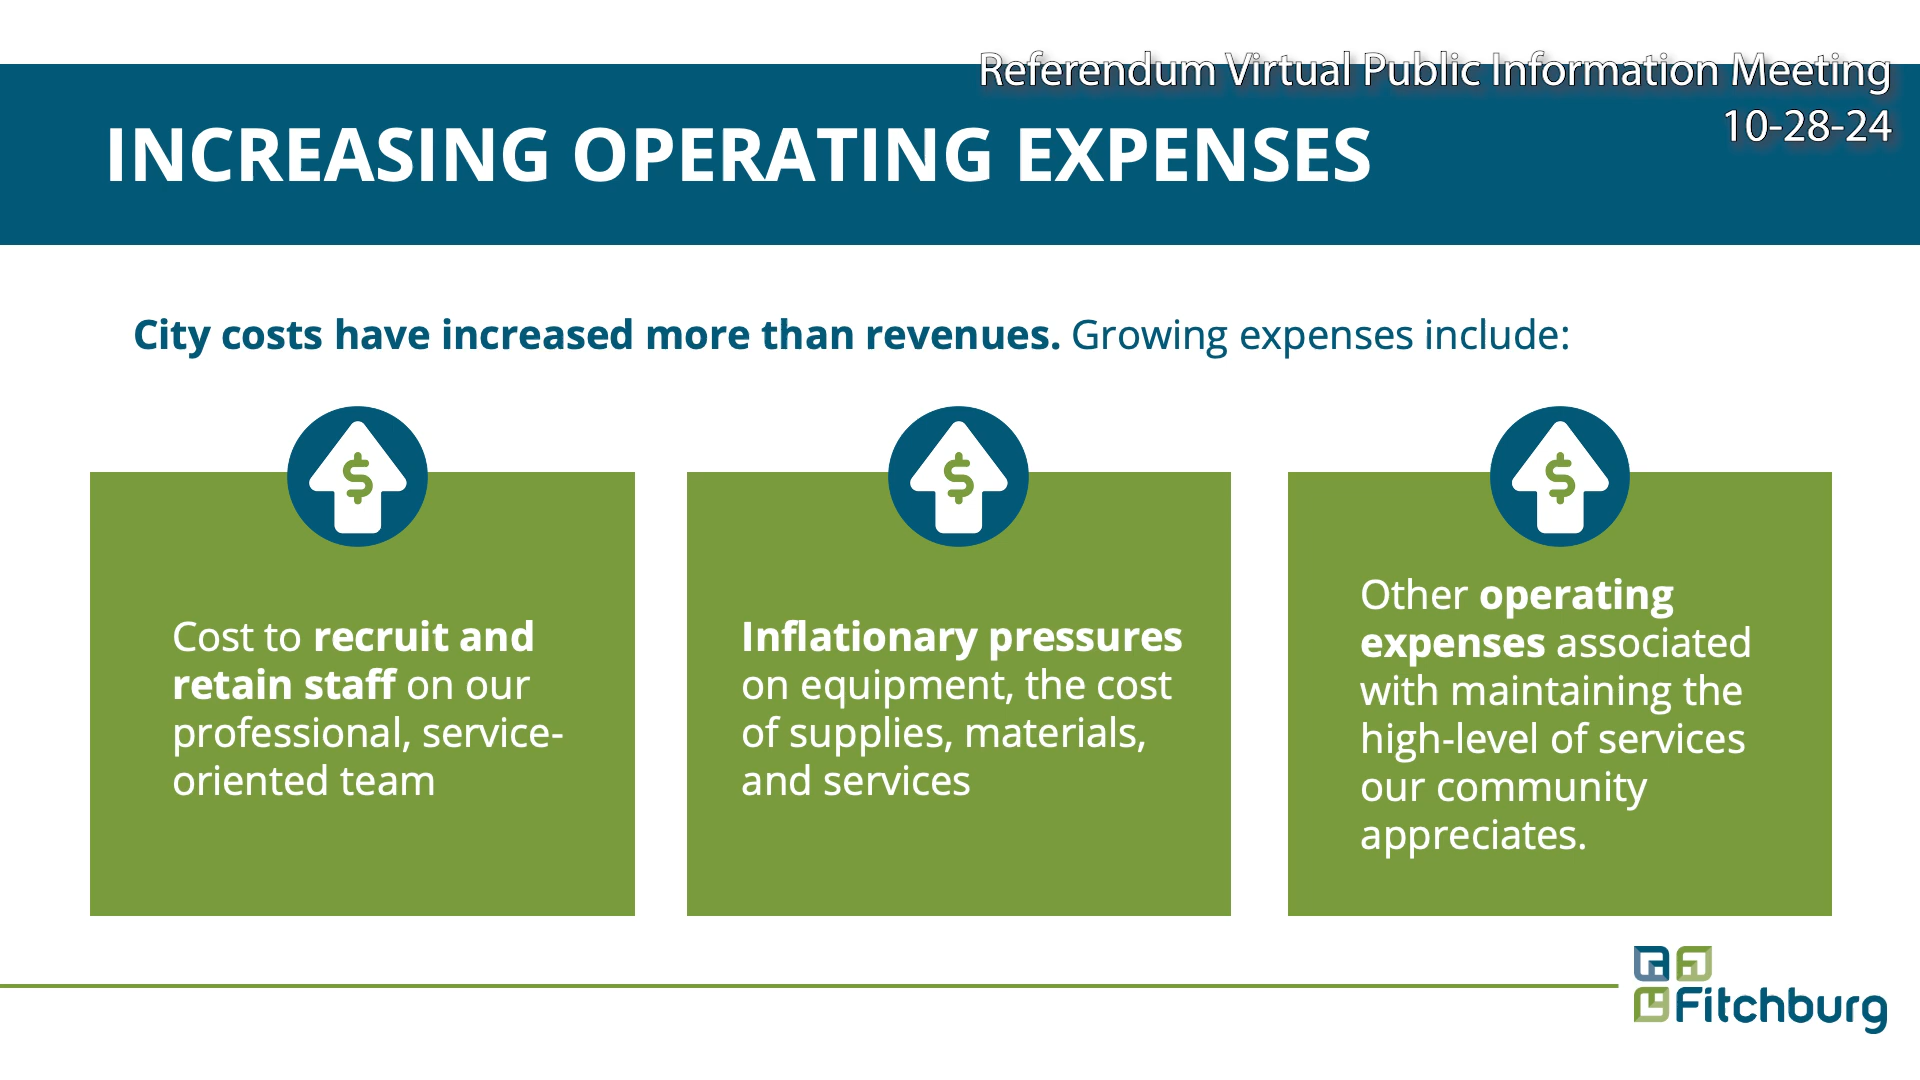 Referendum Virtual Public Information Meeting
10-28-24
INCREASING OPERATING EXPENSES
City costs have increased more than revenues. Growing expenses include:
$
Cost to recruit and
retain staff on our
professional, service-
oriented team
$
Inflationary pressures
on equipment, the cost
of supplies, materials,
and services
$
Other operating
expenses associated
with maintaining the
high-level of services
our community
appreciates.
Fitchburg